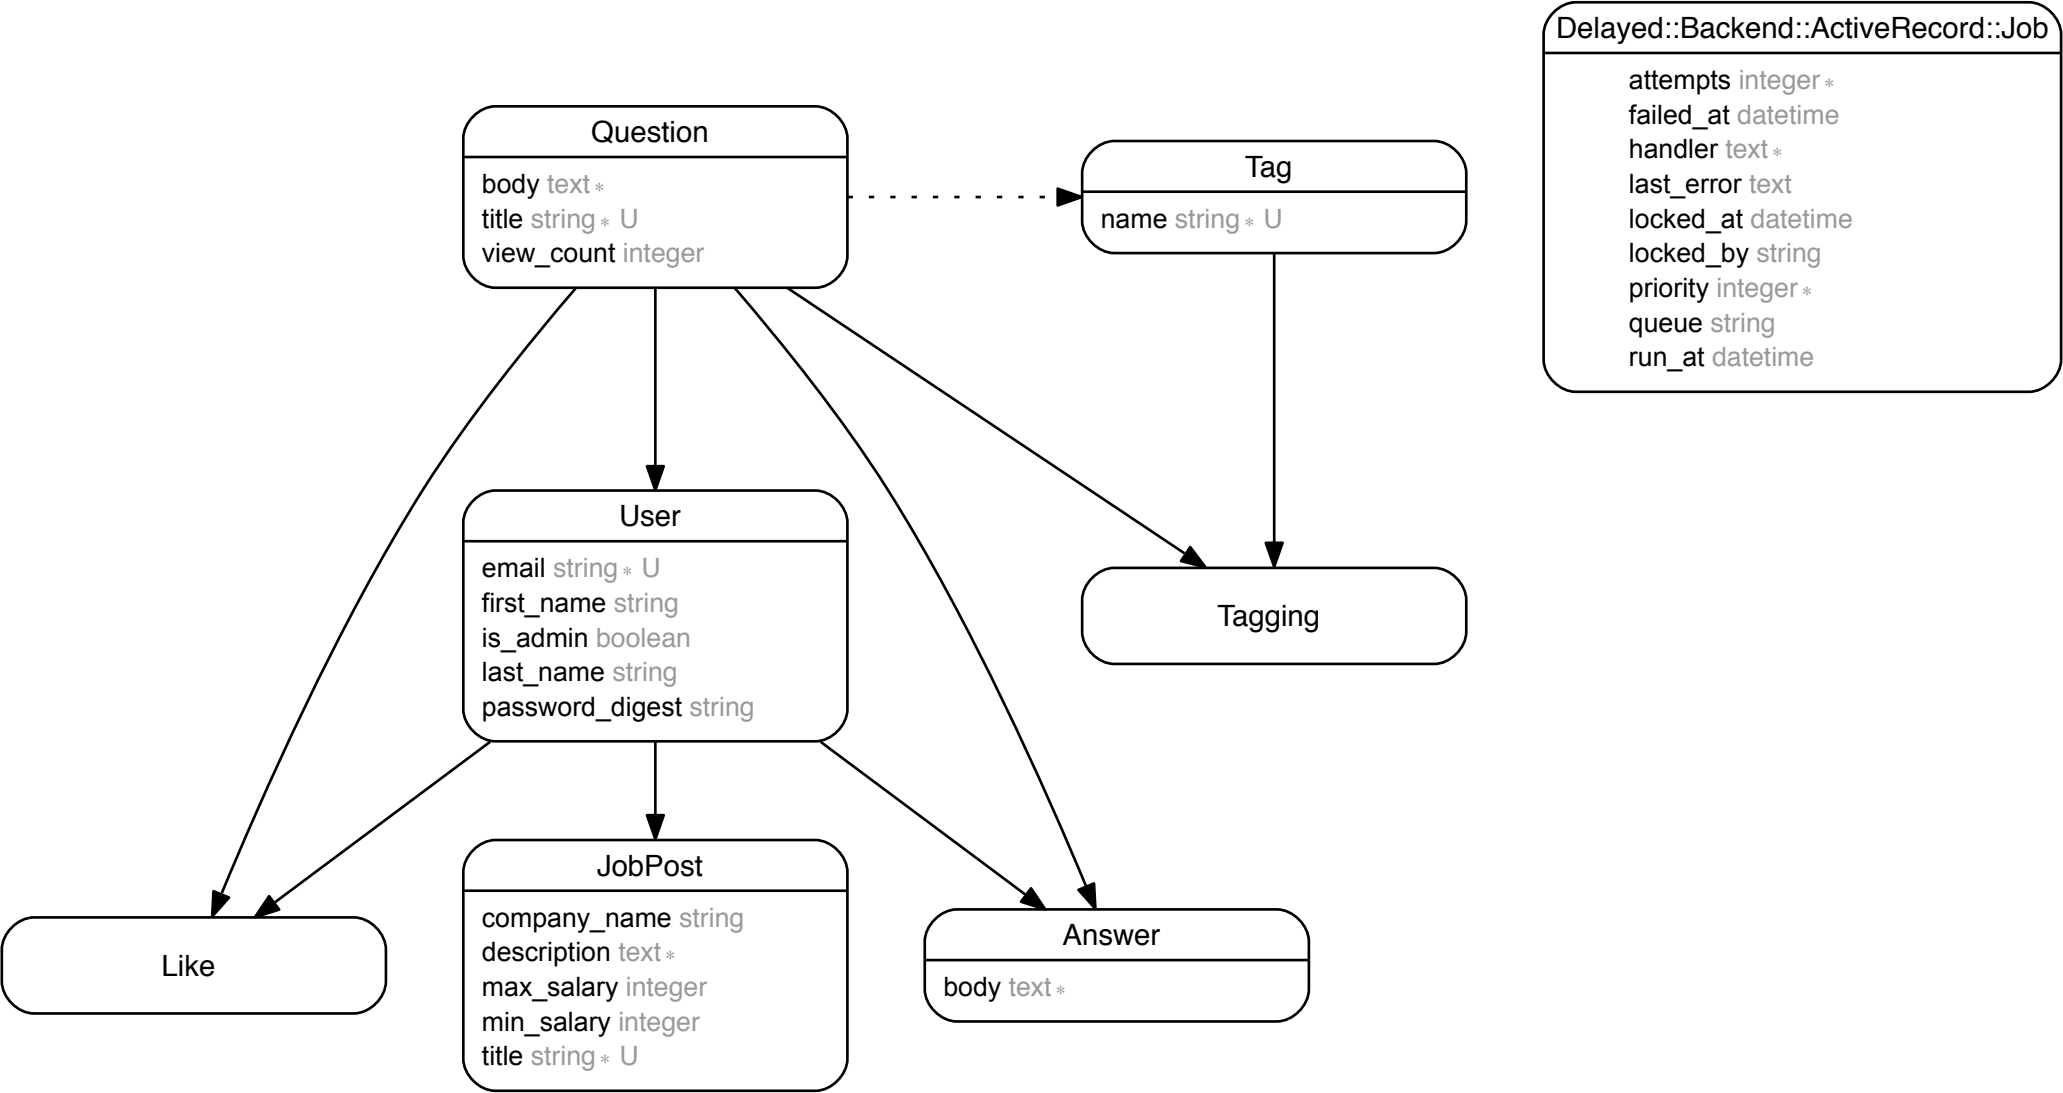 Delayed::Backend::ActiveRecord::Job
attempts integer *
failed_at datetime
handler text *
last_error text
locked_at datetime
locked_by string
priority integer *
queue string
run_at datetime
Question
body text *
title string * U
view_count integer
Tag
name string * U
User
email string * U
first_name string
is_admin boolean
last_name string
password_digest string
Tagging
JobPost
company_name string
description text *
max_salary integer
min_salary integer
title string * U
Like
Answer
body text *